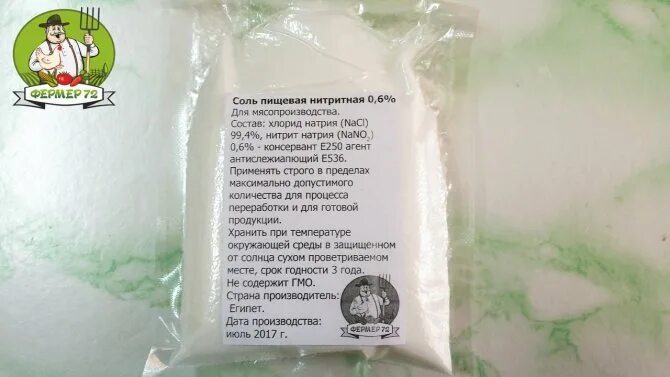 ФЕРМЕР 72
Соль пищевая нитритная 0,6%
Для мясопроизводства.
Состав: хлорид натрия (NaCl)
99,4%, нитрит натрия (NaNO2)
0,6% - консервант Е250 агент
антислежиапющий Е536.
Применять строго в пределах
максимально допустимого
количества для процесса
переработки и для готовой
продукции.
Хранить при температуре
окружающей среды в защищенном
от солнца сухом проветриваемом
месте, срок годности 3 года.
Не содержит ГМО.
Страна производитель:
Египет.
Дата производства:
июль 2017 г.
ФЕРМЕР 72